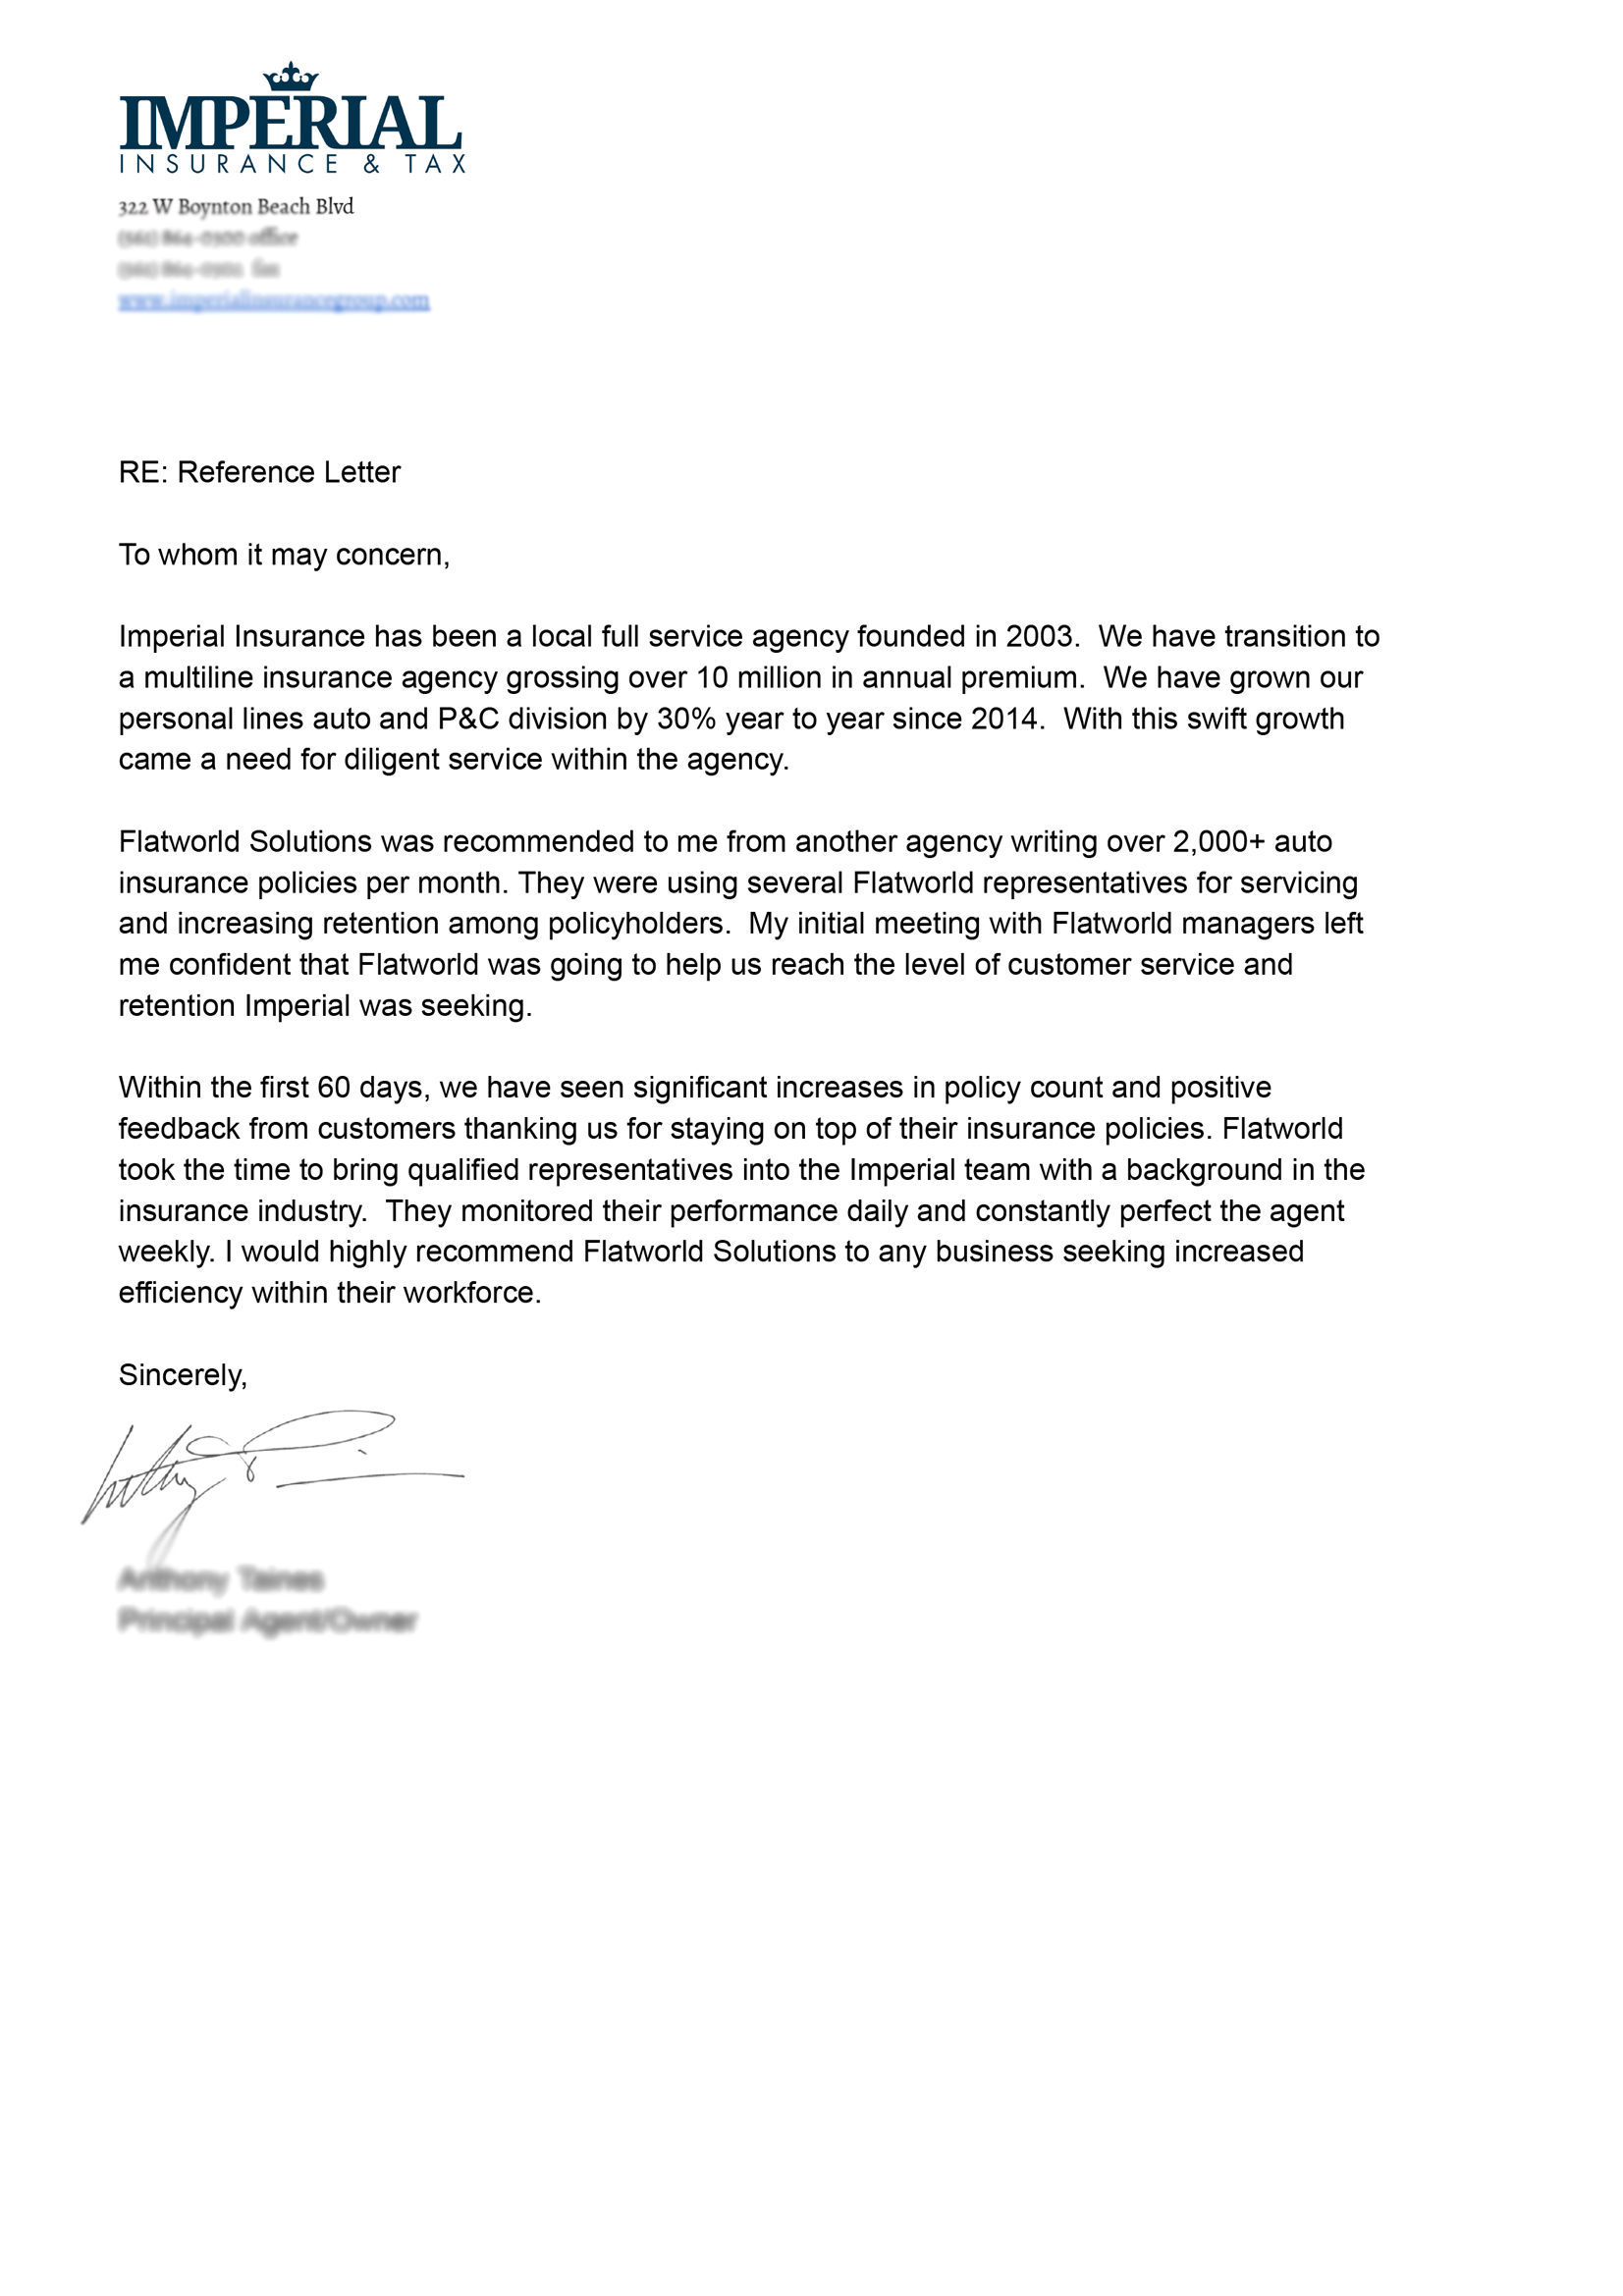 IMPERIAL
INSURANCE & TAX
322 W Boynton Beach Blvd
office
fax
www.imperialinsurancegroup.com
RE: Reference Letter
To whom it may concern,
Imperial Insurance has been a local full service agency founded in 2003.  We have transition to
a multiline insurance agency grossing over 10 million in annual premium.  We have grown our
personal lines auto and P&C division by 30% year to year since 2014.  With this swift growth
came a need for diligent service within the agency.
Flatworld Solutions was recommended to me from another agency writing over 2,000+ auto
insurance policies per month. They were using several Flatworld representatives for servicing
and increasing retention among policyholders.  My initial meeting with Flatworld managers left
me confident that Flatworld was going to help us reach the level of customer service and
retention Imperial was seeking.
Within the first 60 days, we have seen significant increases in policy count and positive
feedback from customers thanking us for staying on top of their insurance policies. Flatworld
took the time to bring qualified representatives into the Imperial team with a background in the
insurance industry.  They monitored their performance daily and constantly perfect the agent
weekly. I would highly recommend Flatworld Solutions to any business seeking increased
efficiency within their workforce.
Sincerely,
Principal Agent/Owner